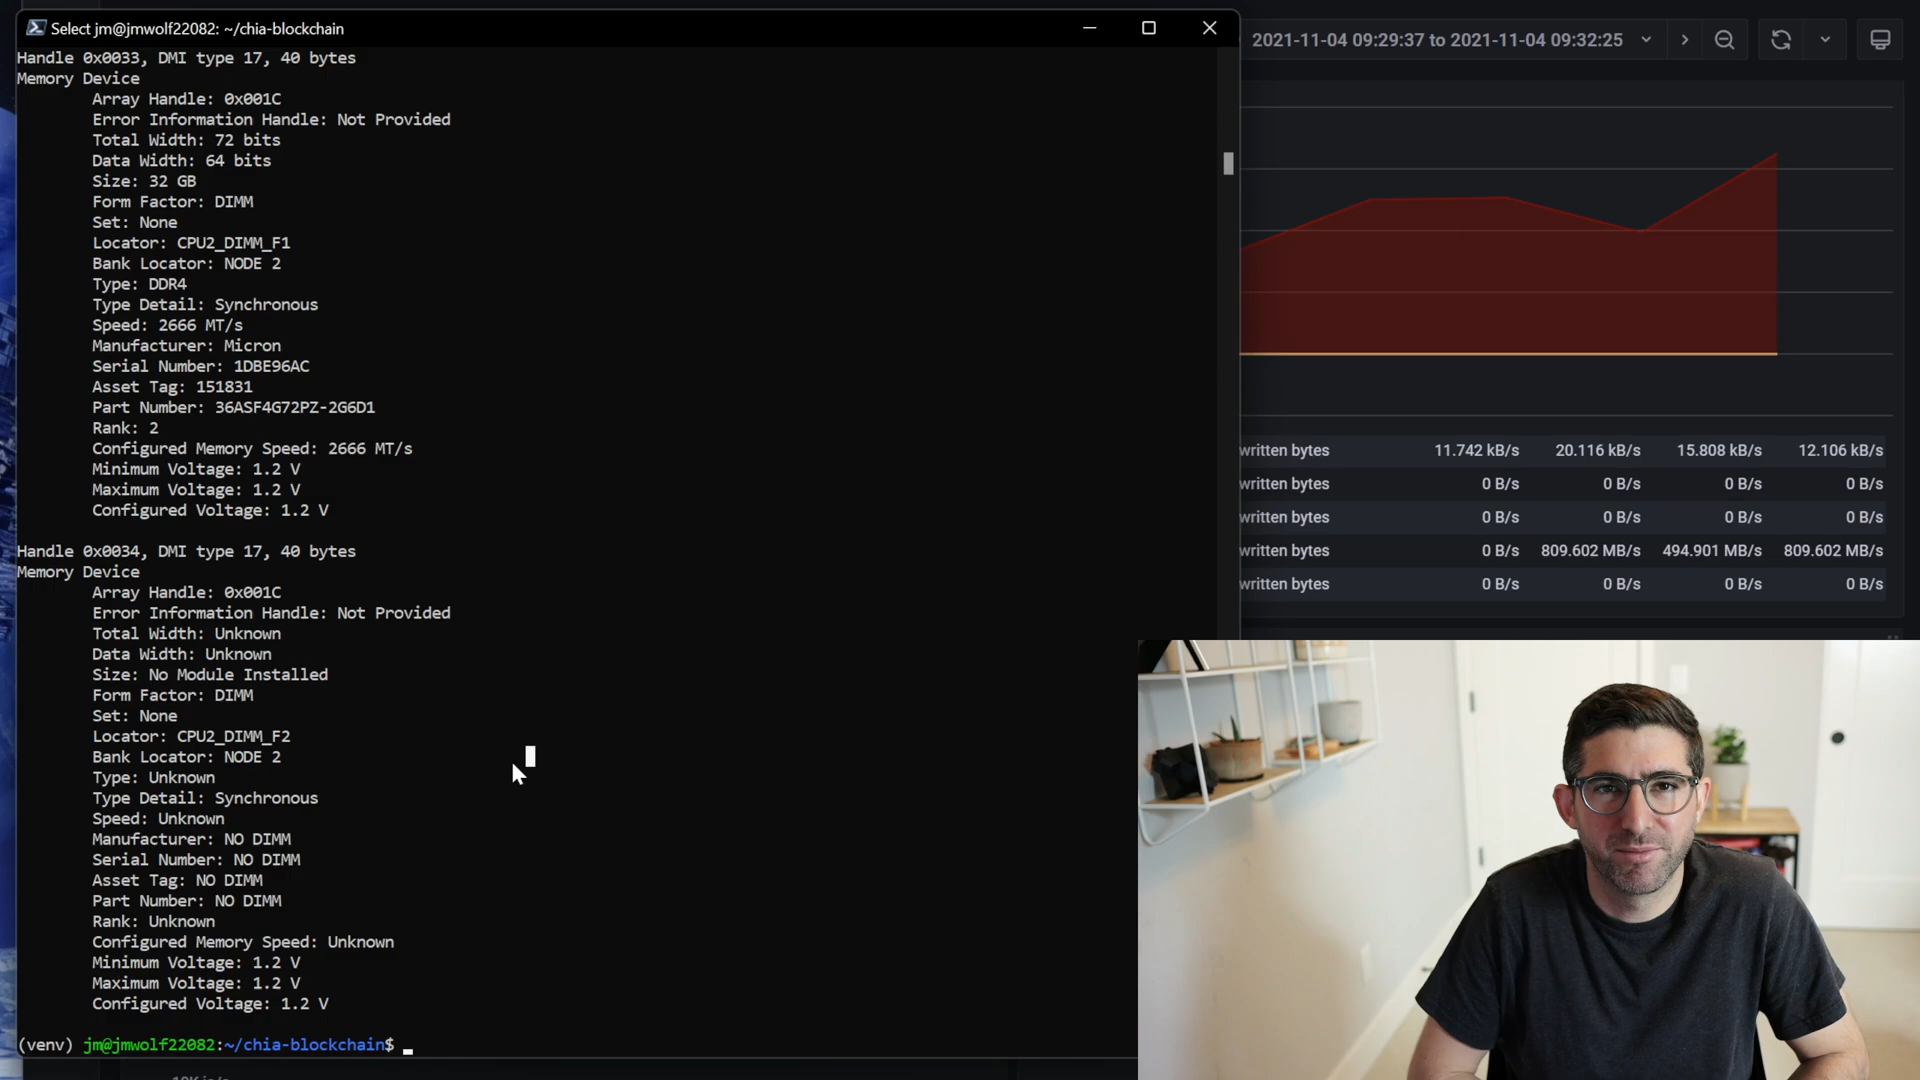 Select jm@jmwolf22082: ~/chia-blockchain
Handle 0x0033, DMI type 17, 40 bytes
Memory Device
Array Handle: 0x001C
Error Information Handle: Not Provided
Total Width: 72 bits
Data Width: 64 bits
Size: 32 GB
Form Factor: DIMM
Set: None
Locator: CPU2_DIMM_F1
Bank Locator: NODE 2
Type: DDR4
Type Detail: Synchronous
Speed: 2666 MT/s
Manufacturer: Micron
Serial Number: 1DBE96AC
Asset Tag: 151831
Part Number: 36ASF4G72PZ-2G6D1
Rank: 2
Configured Memory Speed: 2666 MT/s
Minimum Voltage: 1.2 V
Maximum Voltage: 1.2 V
Configured Voltage: 1.2 V
Handle 0x0034, DMI type 17, 40 bytes
Memory Device
Array Handle: 0x001C
Error Information Handle: Not Provided
Total Width: Unknown
Data Width: Unknown
Size: No Module Installed
Form Factor: DIMM
Set: None
Locator: CPU2_DIMM_F2
Bank Locator: NODE 2
Type: Unknown
Type Detail: Synchronous
Speed: Unknown
Manufacturer: NO DIMM
Serial Number: NO DIMM
Asset Tag: NO DIMM
Part Number: NO DIMM
Rank: Unknown
Configured Memory Speed: Unknown
Minimum Voltage: 1.2 V
Maximum Voltage: 1.2 V
Configured Voltage: 1.2 V
(venv) jm@jmwolf22082:~/chia-blockchain$
2021-11-04 09:29:37 to 2021-11-04 09:32:25
written bytes 11.742 kB/s 20.116 kB/s 15.808 kB/s 12.106 kB/s
written bytes 0 B/s 0 B/s 0 B/s 0 B/s
written bytes 0 B/s 0 B/s 0 B/s 0 B/s
written bytes 0 B/s 809.602 MB/s 494.901 MB/s 809.602 MB/s
written bytes 0 B/s 0 B/s 0 B/s 0 B/s